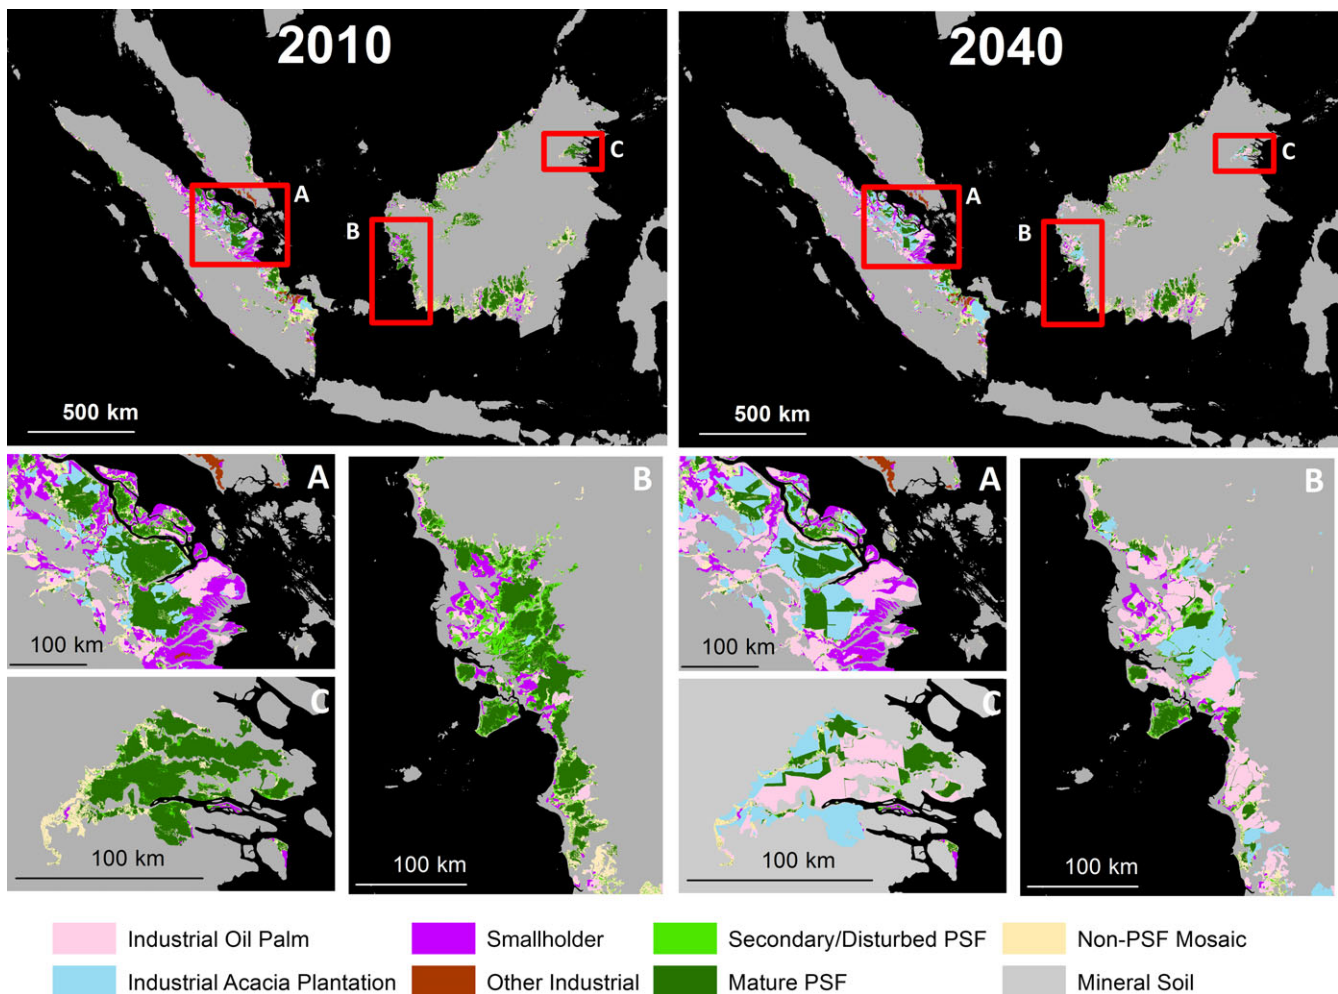 2010
2040
A
B
C
500 km
A
B
C
500 km
A
100 km
B
100 km
C
100 km
A
100 km
B
100 km
C
100 km
Industrial Oil Palm
Smallholder
Secondary/Disturbed PSF
Non-PSF Mosaic
Industrial Acacia Plantation
Other Industrial
Mature PSF
Mineral Soil